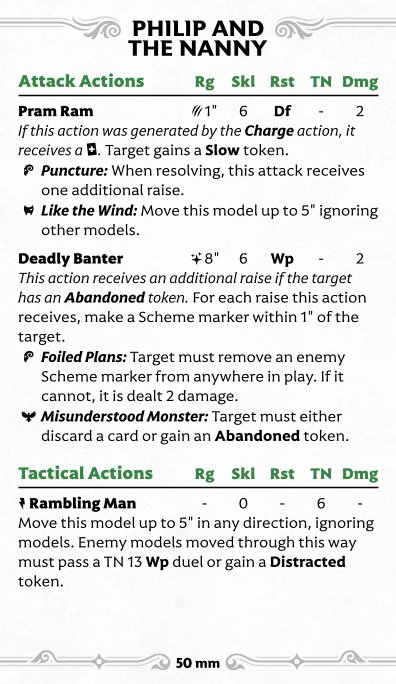 PHILIP AND
THE NANNY
Attack Actions Rg Skl Rst TN Dmg
Pram Ram 1" 6 Df - 2
If this action was generated by the Charge action, it
receives a . Target gains a Slow token.
Puncture: When resolving, this attack receives
one additional raise.
Like the Wind: Move this model up to 5" ignoring
other models.
Deadly Banter 8" 6 Wp - 2
This action receives an additional raise if the target
has an Abandoned token. For each raise this action
receives, make a Scheme marker within 1" of the
target.
Foiled Plans: Target must remove an enemy
Scheme marker from anywhere in play. If it
cannot, it is dealt 2 damage.
Misunderstood Monster: Target must either
discard a card or gain an Abandoned token.
Tactical Actions Rg Skl Rst TN Dmg
Rambling Man - 0 - 6 -
Move this model up to 5" in any direction, ignoring
models. Enemy models moved through this way
must pass a TN 13 Wp duel or gain a Distracted
token.
50 mm